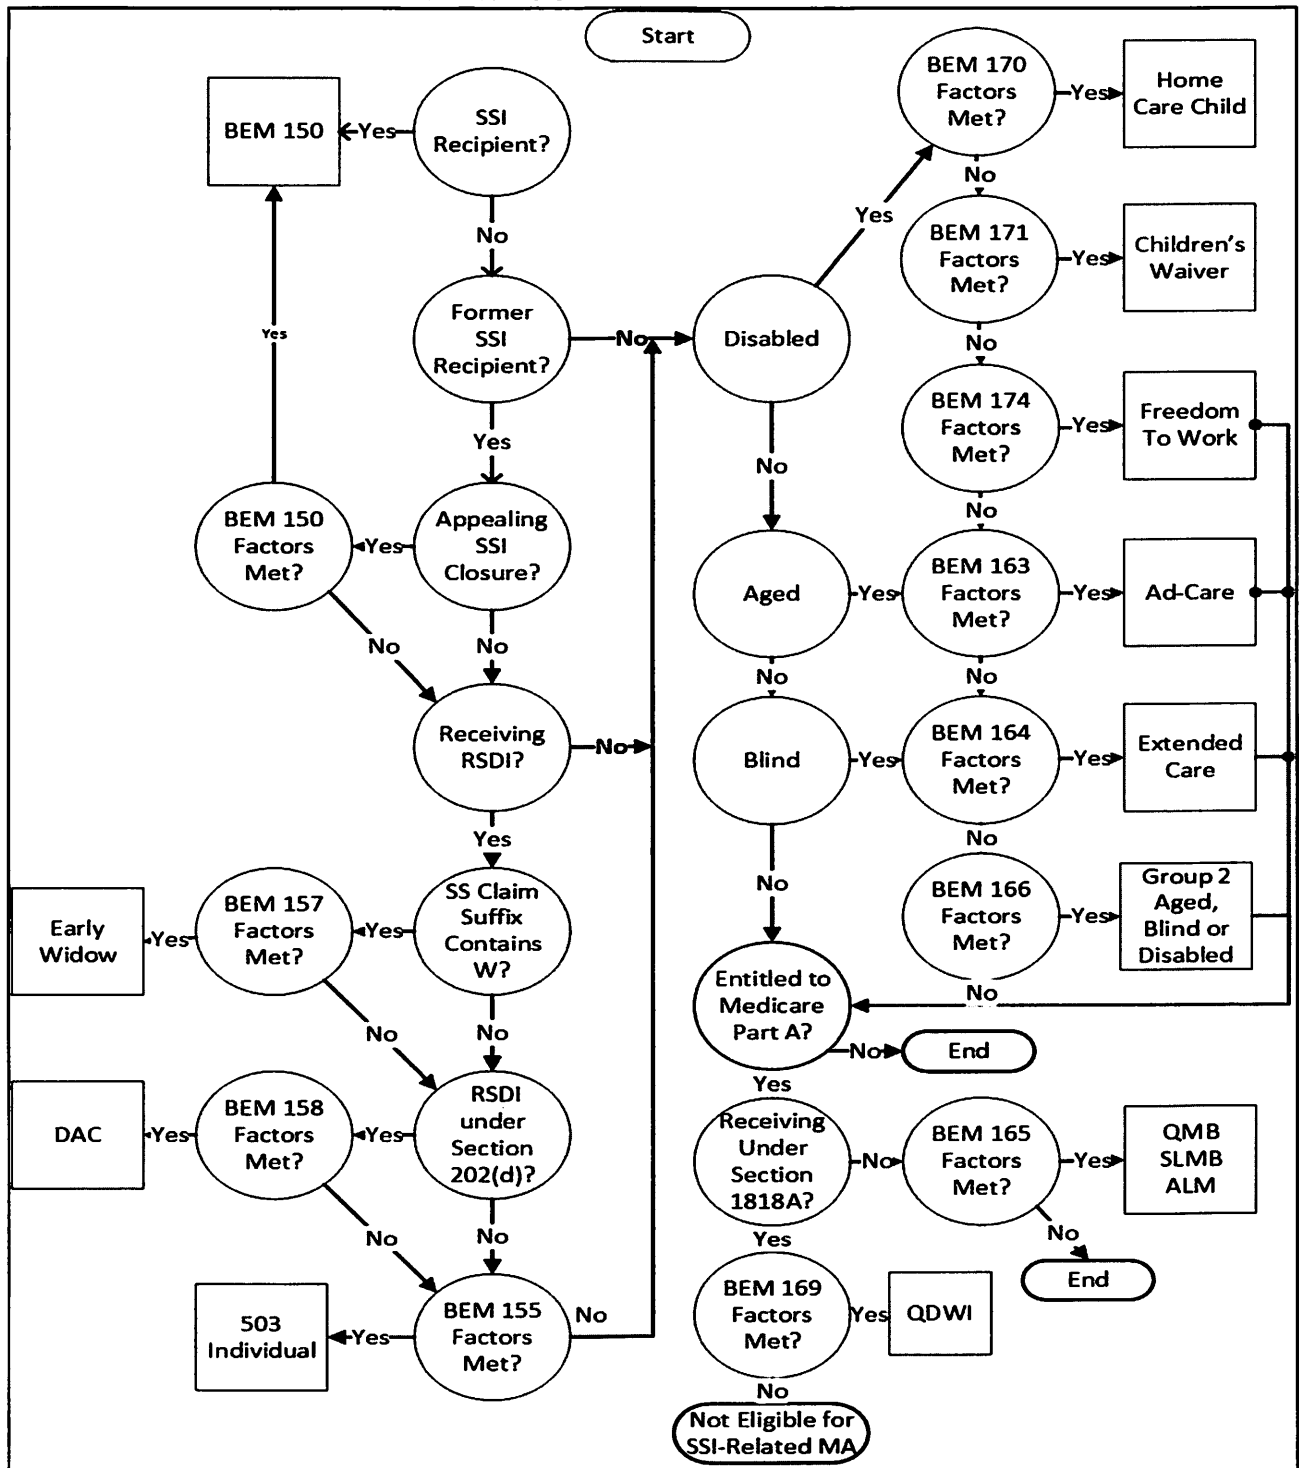 Start
SSI
Recipient?
Yes
BEM 150
No
Former
SSI
Recipient?
No
Yes
Yes
Appealing
SSI
Closure?
Yes
BEM 150
Factors
Met?
No
No
Receiving
RSDI?
No
Yes
SS Claim
Suffix
Contains
W?
Yes
BEM 157
Factors
Met?
Yes
Early
Widow
No
No
RSDI
under
Section
202(d)?
Yes
BEM 158
Factors
Met?
Yes
DAC
No
No
BEM 155
Factors
Met?
No
Yes
503
Individual
Disabled
Yes
No
Aged
Yes
No
Blind
Yes
No
BEM 170
Factors
Met?
Yes
Home
Care Child
No
BEM 171
Factors
Met?
Yes
Children's
Waiver
No
BEM 174
Factors
Met?
Yes
Freedom
To Work
No
BEM 163
Factors
Met?
Yes
Ad-Care
No
BEM 164
Factors
Met?
Yes
Extended
Care
No
BEM 166
Factors
Met?
Yes
Group 2
Aged,
Blind or
Disabled
No
Entitled to
Medicare
Part A?
No
End
Yes
Receiving
Under
Section
1818A?
No
BEM 165
Factors
Met?
Yes
QMB
SLMB
ALM
No
End
Yes
BEM 169
Factors
Met?
Yes
QDWI
No
Not Eligible for
SSI-Related MA